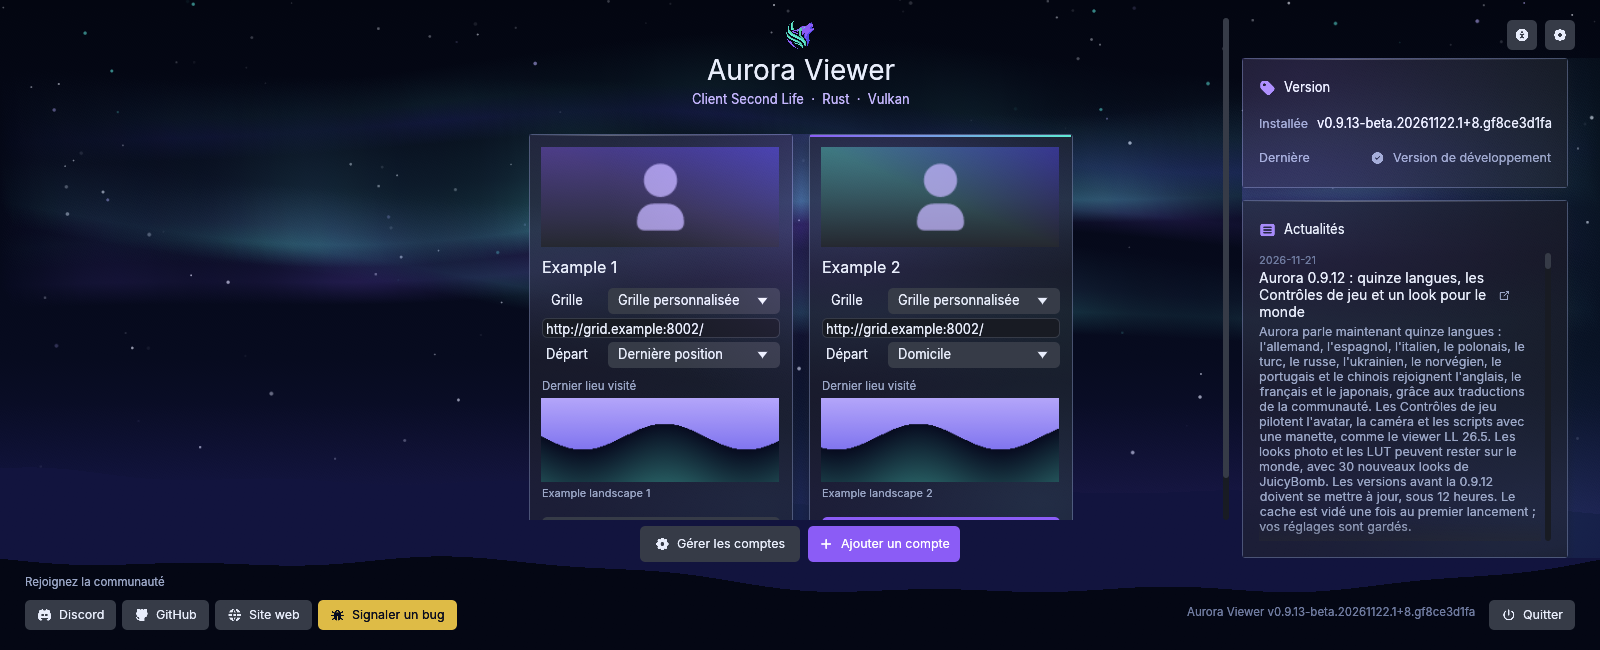 Aurora Viewer
Client Second Life · Rust · Vulkan
Example 1
Grille
Grille personnalisée
http://grid.example:8002/
Départ
Dernière position
Dernier lieu visité
Example landscape 1
Example 2
Grille
Grille personnalisée
http://grid.example:8002/
Départ
Domicile
Dernier lieu visité
Example landscape 2
Gérer les comptes
Ajouter un compte
Version
Installée v0.9.13-beta.20261122.1+8.gf8ce3d1fa
Dernière Version de développement
Actualités
2026-11-21
Aurora 0.9.12 : quinze langues, les
Contrôles de jeu et un look pour le
monde
Aurora parle maintenant quinze langues :
l'allemand, l'espagnol, l'italien, le polonais, le
turc, le russe, l'ukrainien, le norvégien, le
portugais et le chinois rejoignent l'anglais, le
français et le japonais, grâce aux traductions
de la communauté. Les Contrôles de jeu
pilotent l'avatar, la caméra et les scripts avec
une manette, comme le viewer LL 26.5. Les
looks photo et les LUT peuvent rester sur le
monde, avec 30 nouveaux looks de
JuicyBomb. Les versions avant la 0.9.12
doivent se mettre à jour, sous 12 heures. Le
cache est vidé une fois au premier lancement ;
vos réglages sont gardés.
Rejoignez la communauté
Discord
GitHub
Site web
Signaler un bug
Aurora Viewer v0.9.13-beta.20261122.1+8.gf8ce3d1fa
Quitter